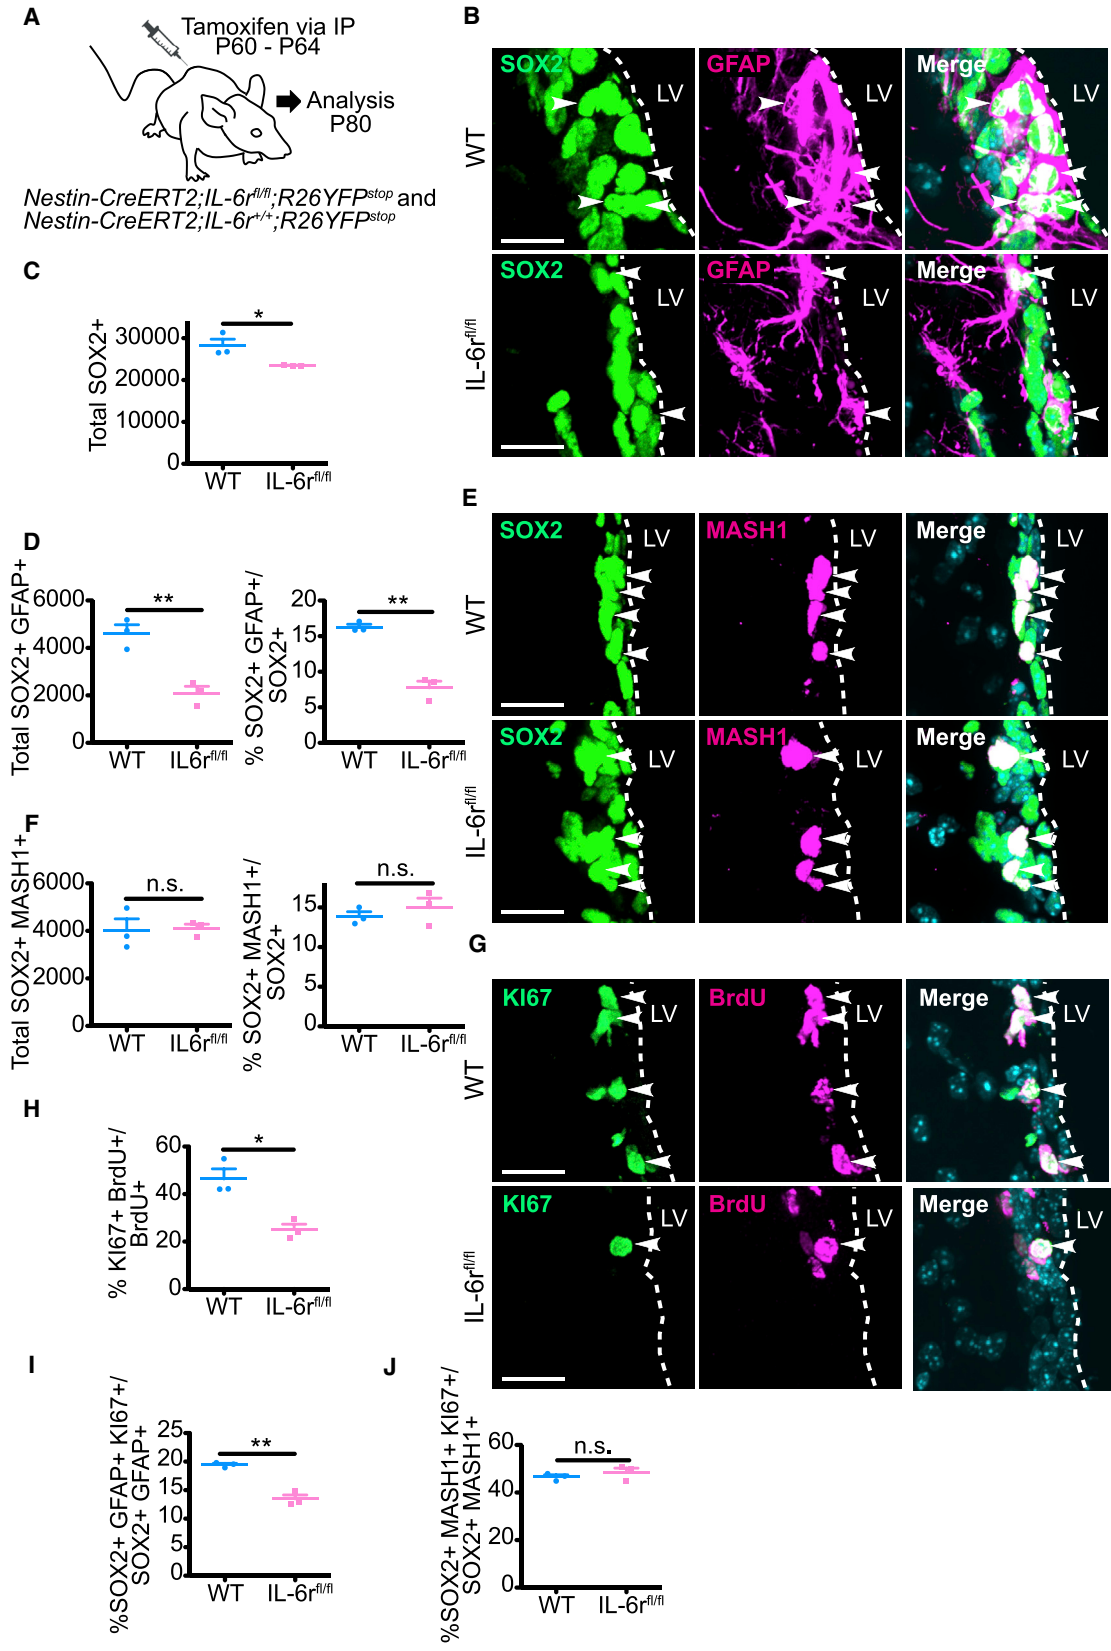 A
Tamoxifen via IP
P60 - P64
Analysis
P80
Nestin-CreERT2;IL-6r^fl/fl;R26YFP^stop and
Nestin-CreERT2;IL-6r^+/+;R26YFP^stop
B
SOX2
GFAP
Merge
LV
LV
LV
WT
SOX2
GFAP
Merge
LV
LV
LV
IL-6r^fl/fl
C
Total SOX2+
30000
20000
10000
0
*
WT
IL-6r^fl/fl
D
Total SOX2+ GFAP+
6000
4000
2000
0
**
WT
IL6r^fl/fl
% SOX2+ GFAP+/
SOX2+
20
15
10
5
0
**
WT
IL-6r^fl/fl
E
SOX2
MASH1
Merge
LV
LV
LV
WT
SOX2
MASH1
Merge
LV
LV
LV
IL-6r^fl/fl
F
Total SOX2+ MASH1+
6000
4000
2000
0
n.s.
WT
IL6r^fl/fl
% SOX2+ MASH1+/
SOX2+
15
10
5
0
n.s.
WT
IL-6r^fl/fl
G
KI67
BrdU
Merge
LV
LV
LV
WT
KI67
BrdU
Merge
LV
LV
LV
IL-6r^fl/fl
H
% KI67+ BrdU+/
BrdU+
60
40
20
0
*
WT
IL-6r^fl/fl
I
%SOX2+ GFAP+ KI67+/
SOX2+ GFAP+
25
20
15
10
5
0
**
WT
IL-6r^fl/fl
J
%SOX2+ MASH1+ KI67+/
SOX2+ MASH1+
60
40
20
0
n.s.
WT
IL-6r^fl/fl